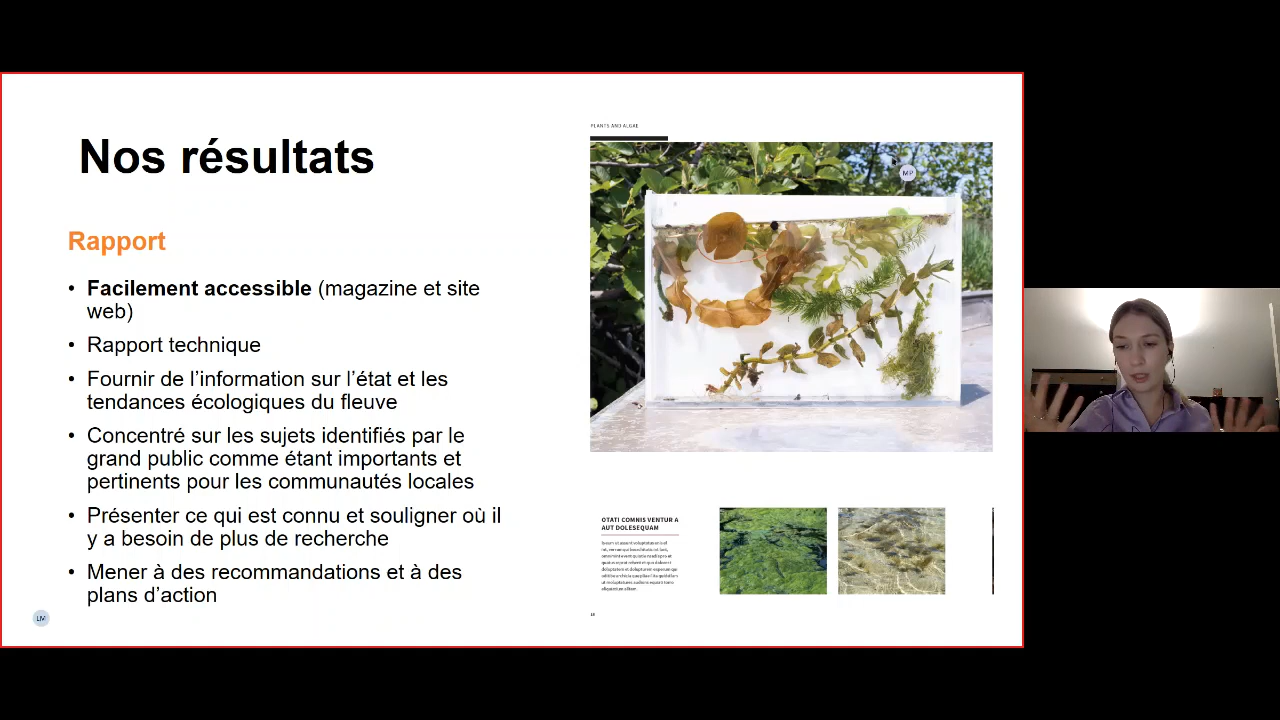 Nos résultats
Rapport
• Facilement accessible (magazine et site
web)
• Rapport technique
• Fournir de l’information sur l’état et les
tendances écologiques du fleuve
• Concentré sur les sujets identifiés par le
grand public comme étant importants et
pertinents pour les communautés locales
• Présenter ce qui est connu et souligner où il
y a besoin de plus de recherche
• Mener à des recommandations et à des
plans d’action
LM
PLANTS AND ALGAE
MP
OTATI COMNIS VENTUR A
AUT DOLESEQUAM